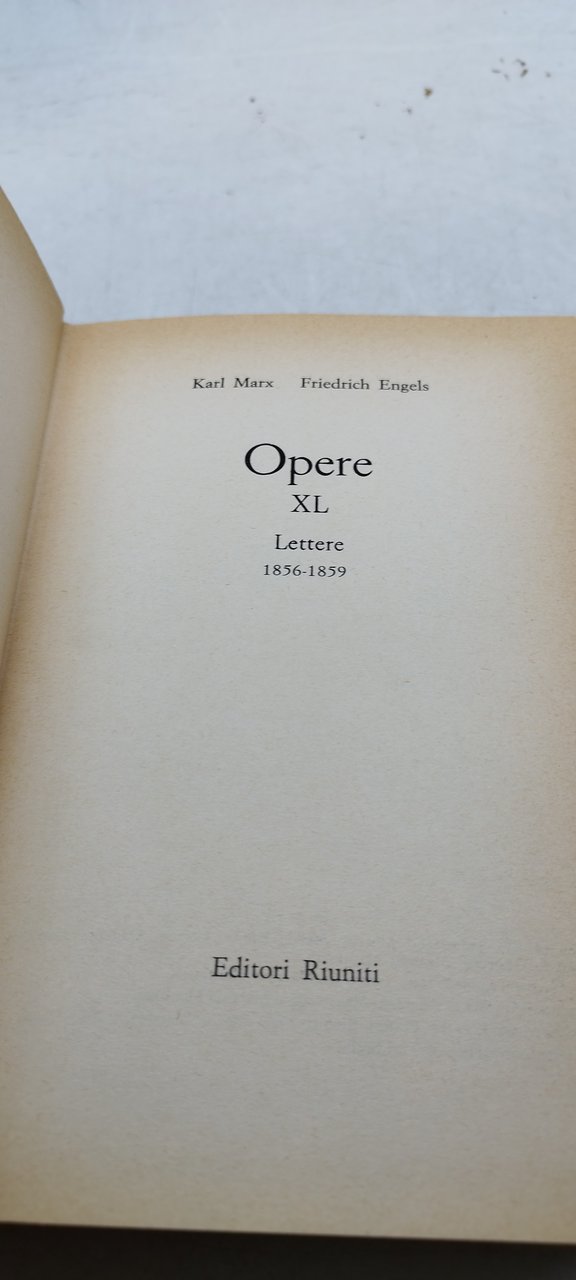 Karl Marx Friedrich Engels
Opere
XL
Lettere
1856-1859
Editori Riuniti